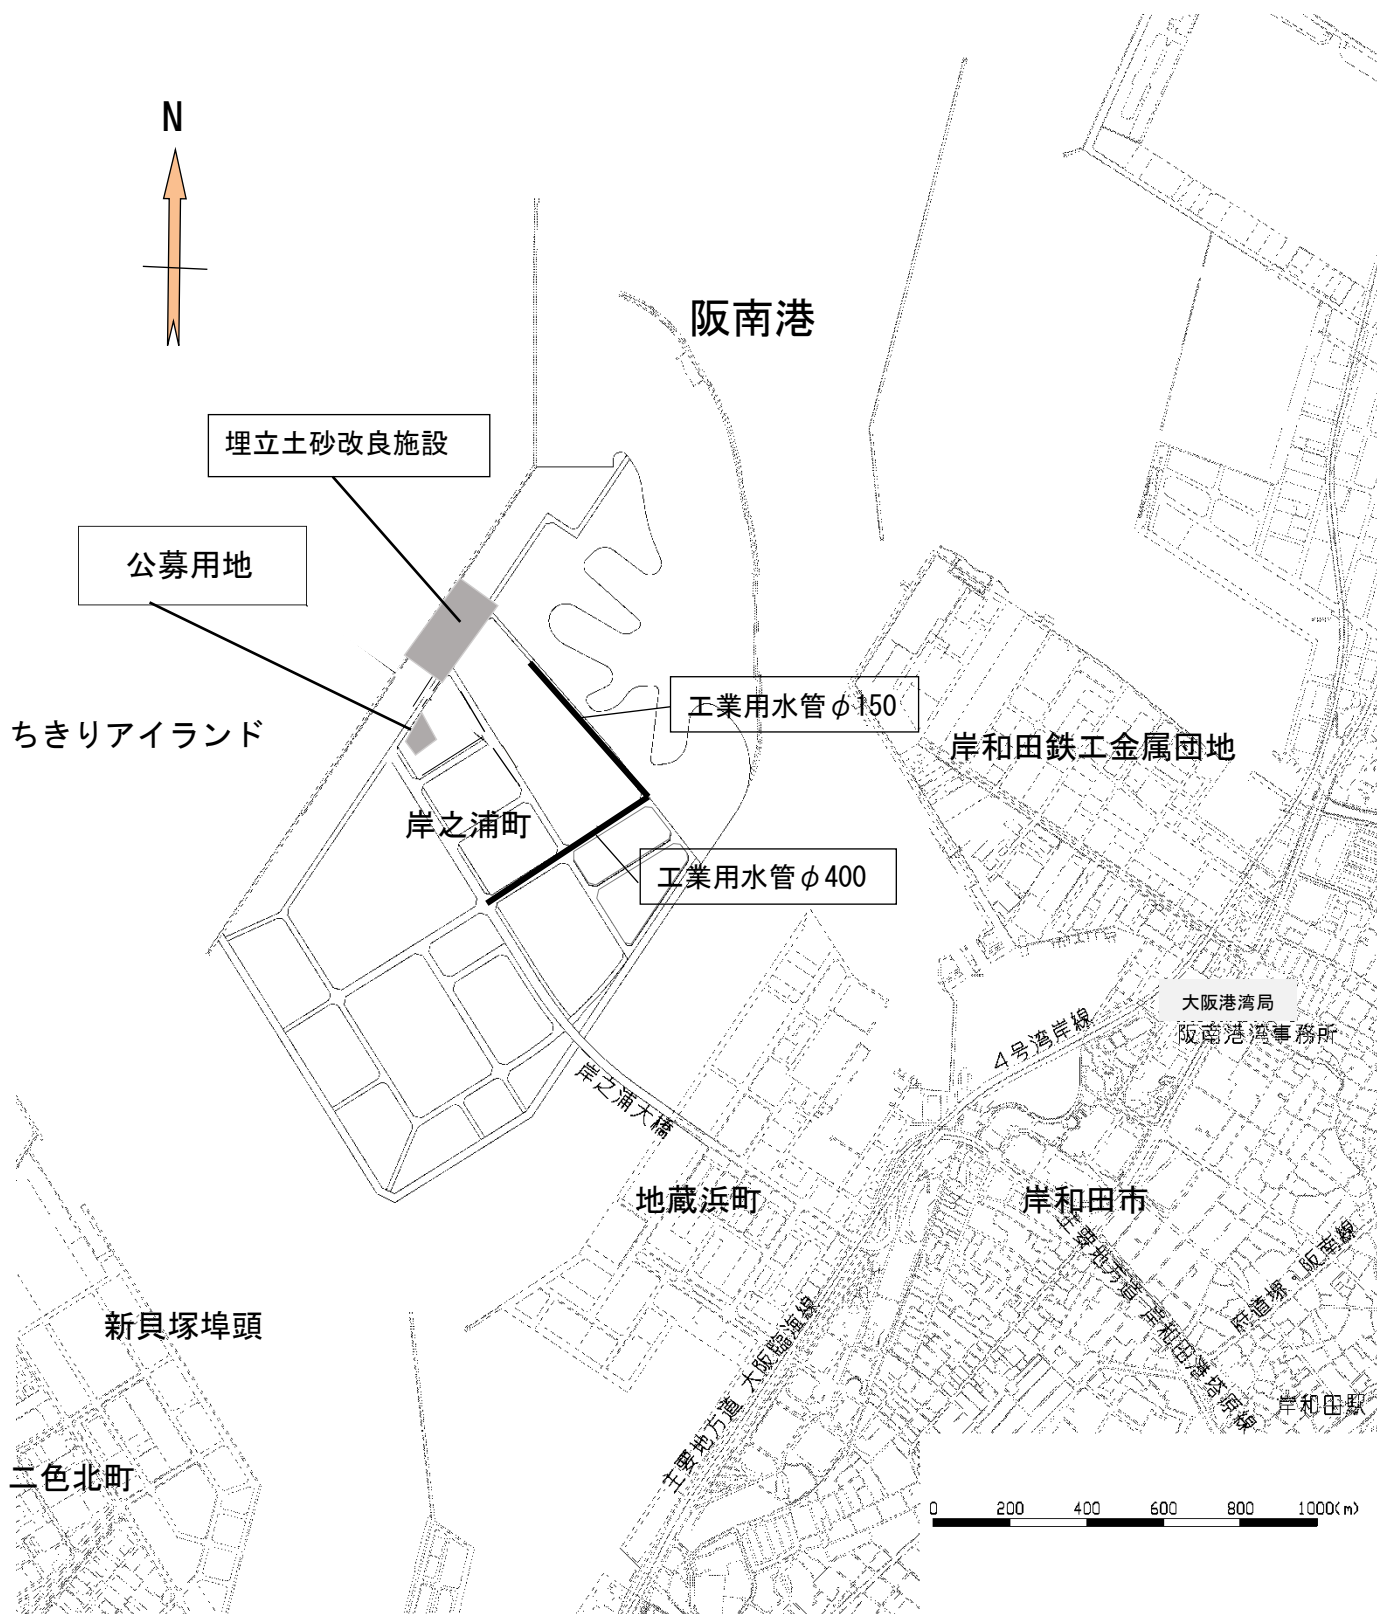 N
阪南港
埋立土砂改良施設
公募用地
工業用水管φ150
ちきりアイランド
岸和田鉄工金属団地
岸之浦町
工業用水管φ400
大阪港湾局
阪南港湾事務所
4号湾岸線
岸之浦大橋
地蔵浜町
岸和田市
主要地方道 岸和田港塔原線
府道堺・阪南線
新貝塚埠頭
主要地方道 大阪臨海線
岸和田駅
二色北町
0 200 400 600 800 1000(m)